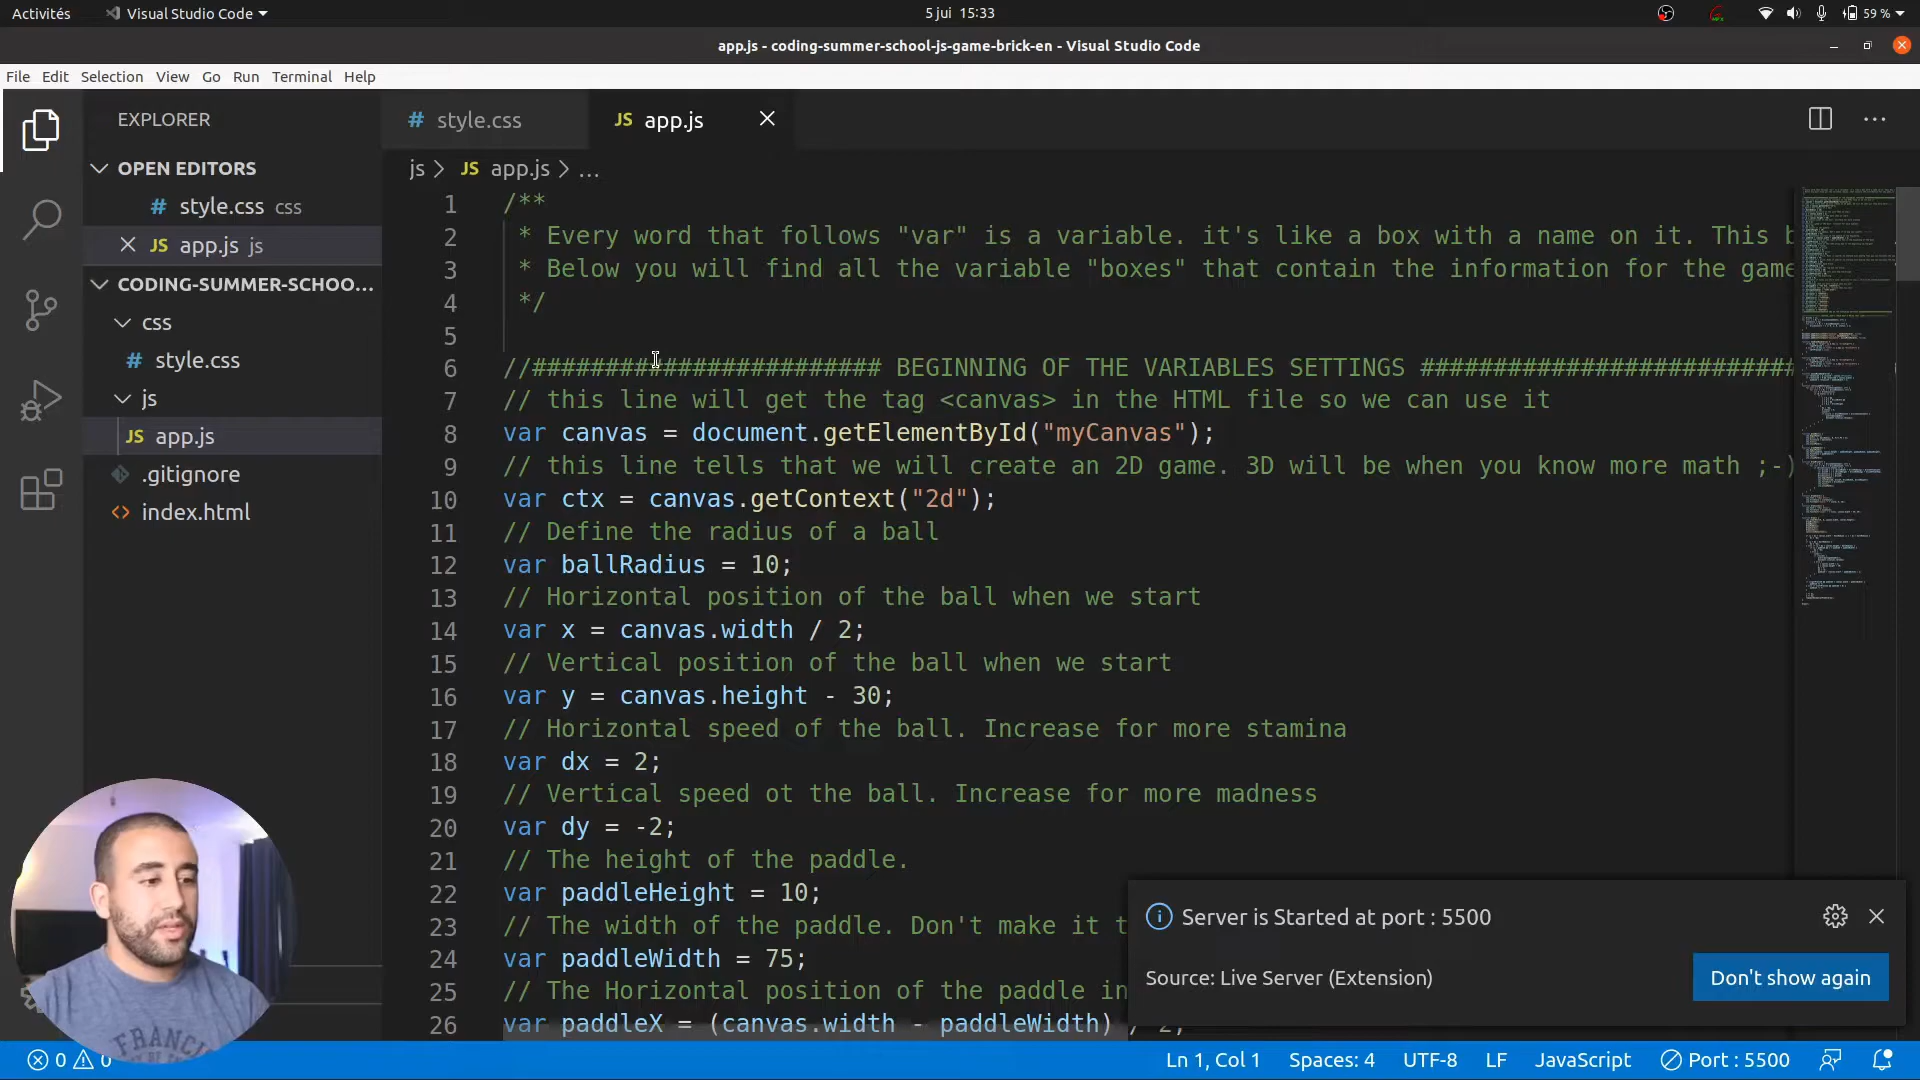 Activités
Visual Studio Code
5 jui 15:33
59 %
app.js - coding-summer-school-js-game-brick-en - Visual Studio Code
File Edit Selection View Go Run Terminal Help
EXPLORER
OPEN EDITORS
# style.css css
JS app.js js
CODING-SUMMER-SCHOO...
css
# style.css
js
JS app.js
.gitignore
<> index.html
# style.css
JS app.js
js > JS app.js > ...
1 /**
2 * Every word that follows "var" is a variable. it's like a box with a name on it. This
3 * Below you will find all the variable "boxes" that contain the information for the game
4 */
5
6 //######################## BEGINNING OF THE VARIABLES SETTINGS ##########################
7 // this line will get the tag <canvas> in the HTML file so we can use it
8 var canvas = document.getElementById("myCanvas");
9 // this line tells that we will create an 2D game. 3D will be when you know more math ;-)
10 var ctx = canvas.getContext("2d");
11 // Define the radius of a ball
12 var ballRadius = 10;
13 // Horizontal position of the ball when we start
14 var x = canvas.width / 2;
15 // Vertical position of the ball when we start
16 var y = canvas.height - 30;
17 // Horizontal speed of the ball. Increase for more stamina
18 var dx = 2;
19 // Vertical speed ot the ball. Increase for more madness
20 var dy = -2;
21 // The height of the paddle.
22 var paddleHeight = 10;
23 // The width of the paddle. Don't make it
24 var paddleWidth = 75;
25 // The Horizontal position of the paddle in
26 var paddleX = (canvas.width - paddleWidth) / 2;
Server is Started at port : 5500
Source: Live Server (Extension)
Don't show again
FRANCIS
0 0
Ln 1, Col 1
Spaces: 4
UTF-8
LF
JavaScript
Port : 5500